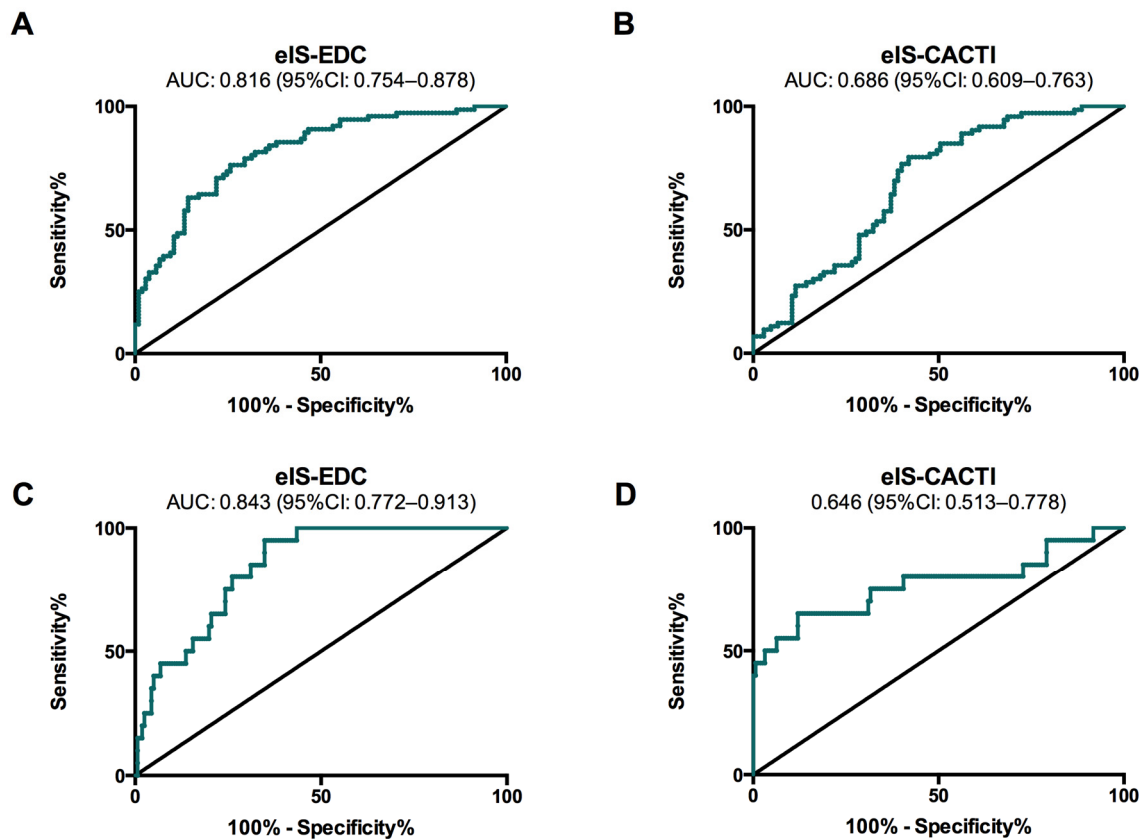 A
eIS-EDC
AUC: 0.816 (95%CI: 0.754–0.878)
100
50
0
Sensitivity%
0
50
100
100% - Specificity%
B
eIS-CACTI
AUC: 0.686 (95%CI: 0.609–0.763)
100
50
0
Sensitivity%
0
50
100
100% - Specificity%
C
eIS-EDC
AUC: 0.843 (95%CI: 0.772–0.913)
100
50
0
Sensitivity%
0
50
100
100% - Specificity%
D
eIS-CACTI
0.646 (95%CI: 0.513–0.778)
100
50
0
Sensitivity%
0
50
100
100% - Specificity%